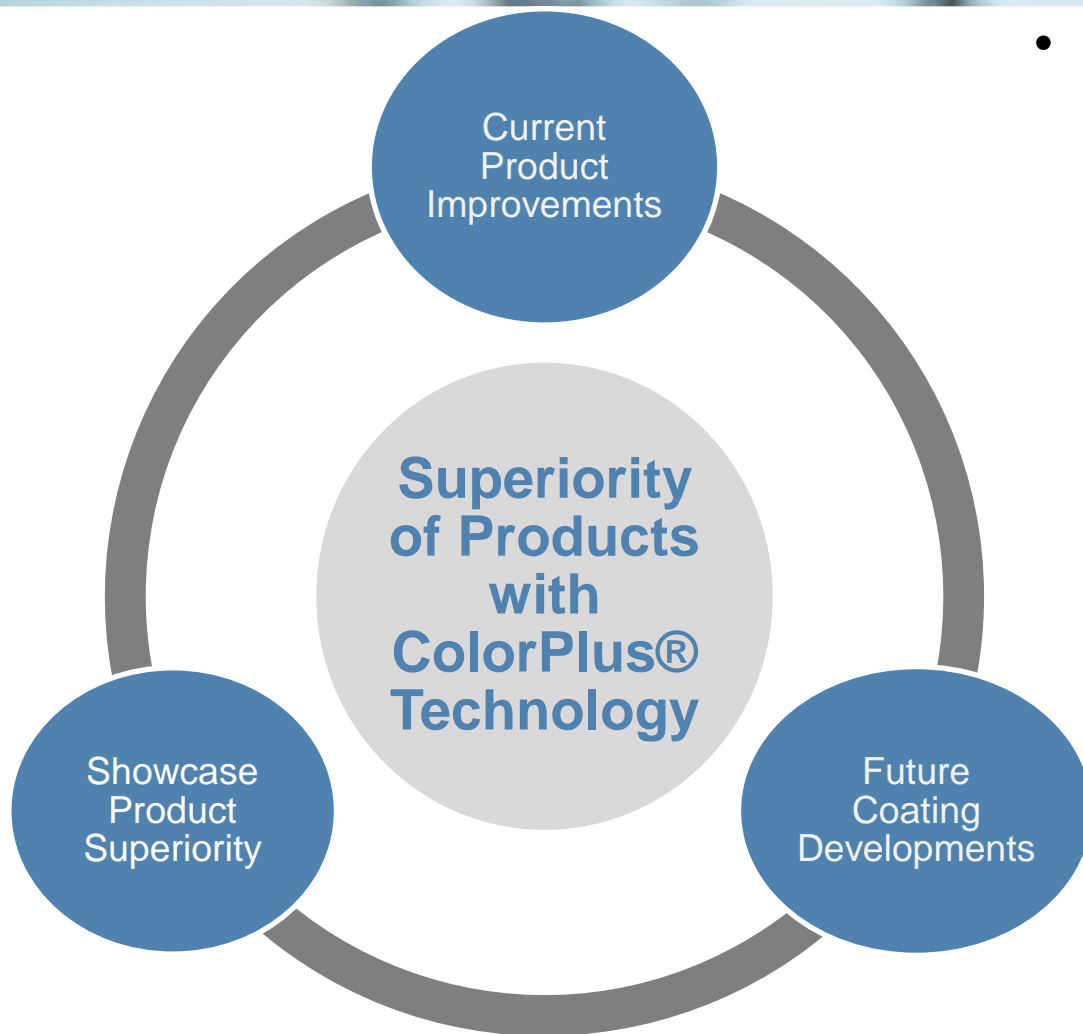 Current
Product
Improvements
Superiority
of Products
with
ColorPlus®
Technology
Showcase
Product
Superiority
Future
Coating
Developments